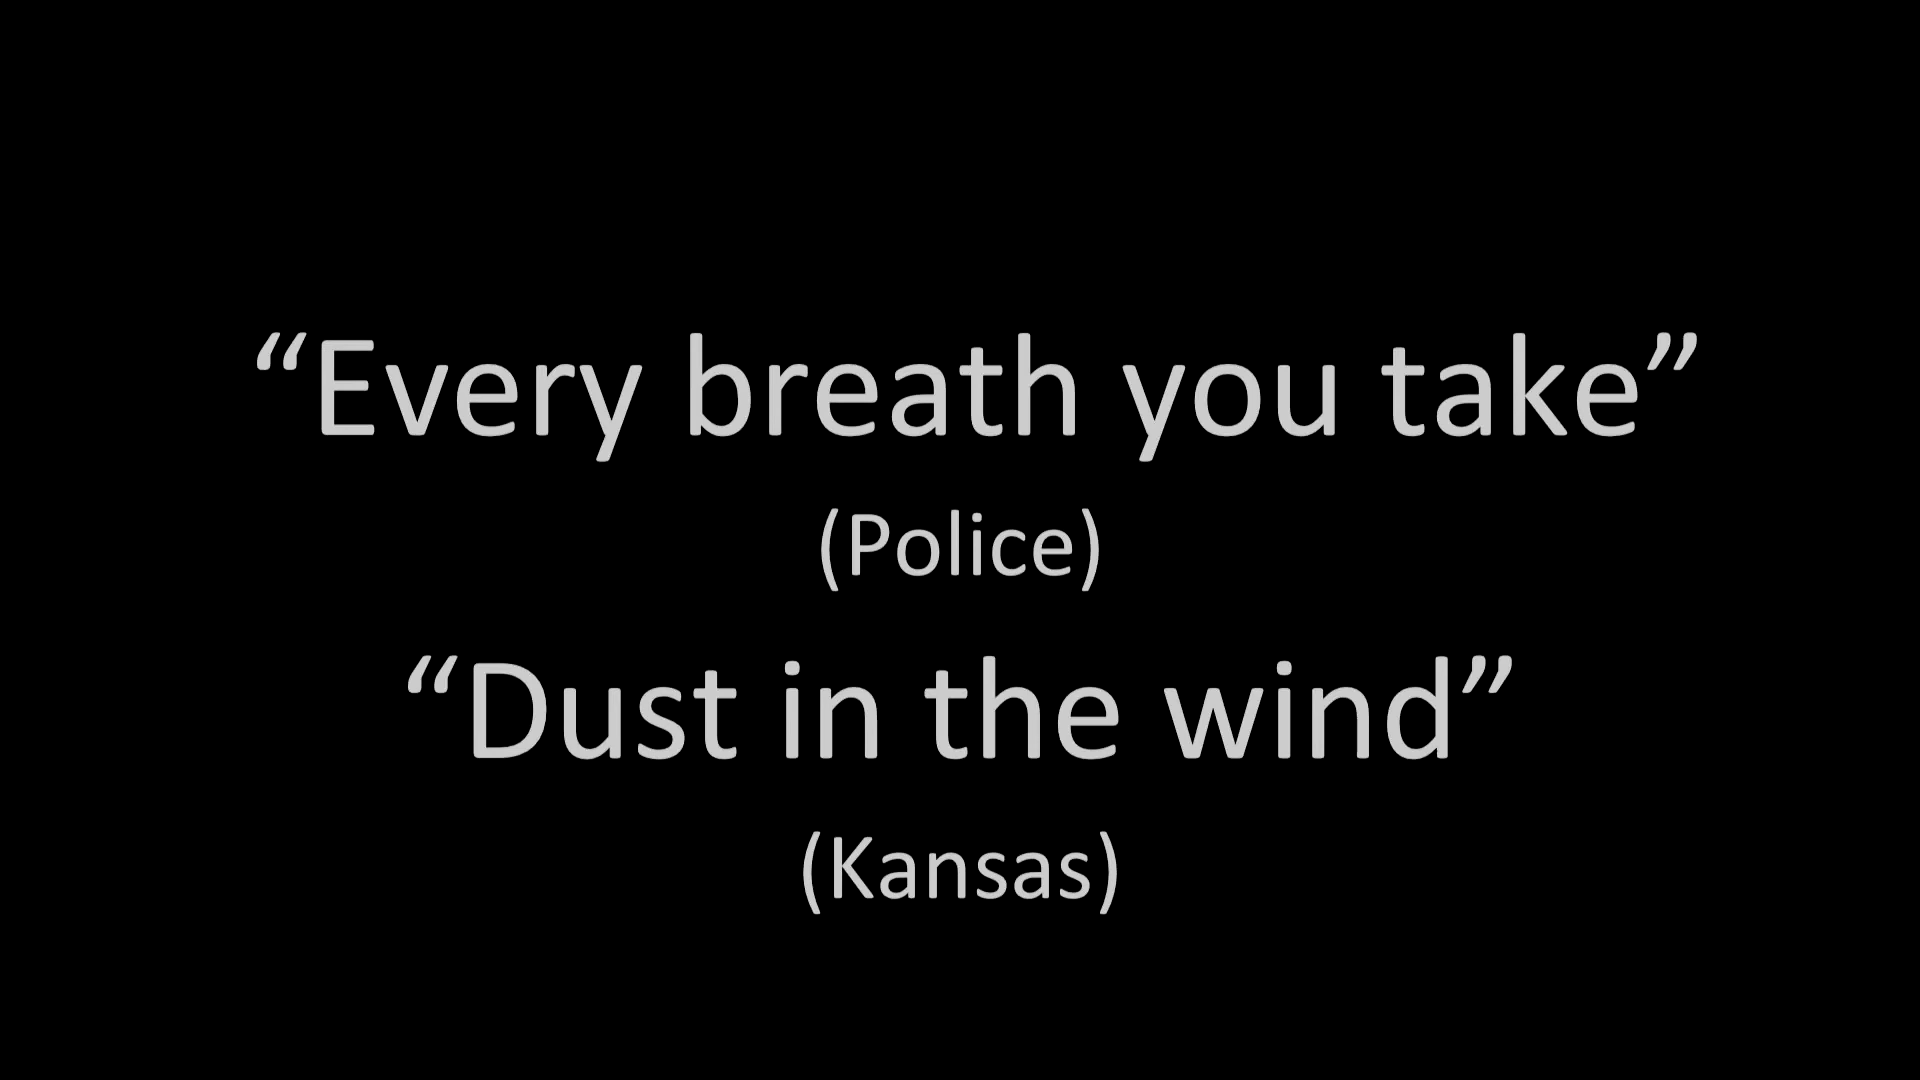 “Every breath you take”
(Police)
“Dust in the wind”
(Kansas)